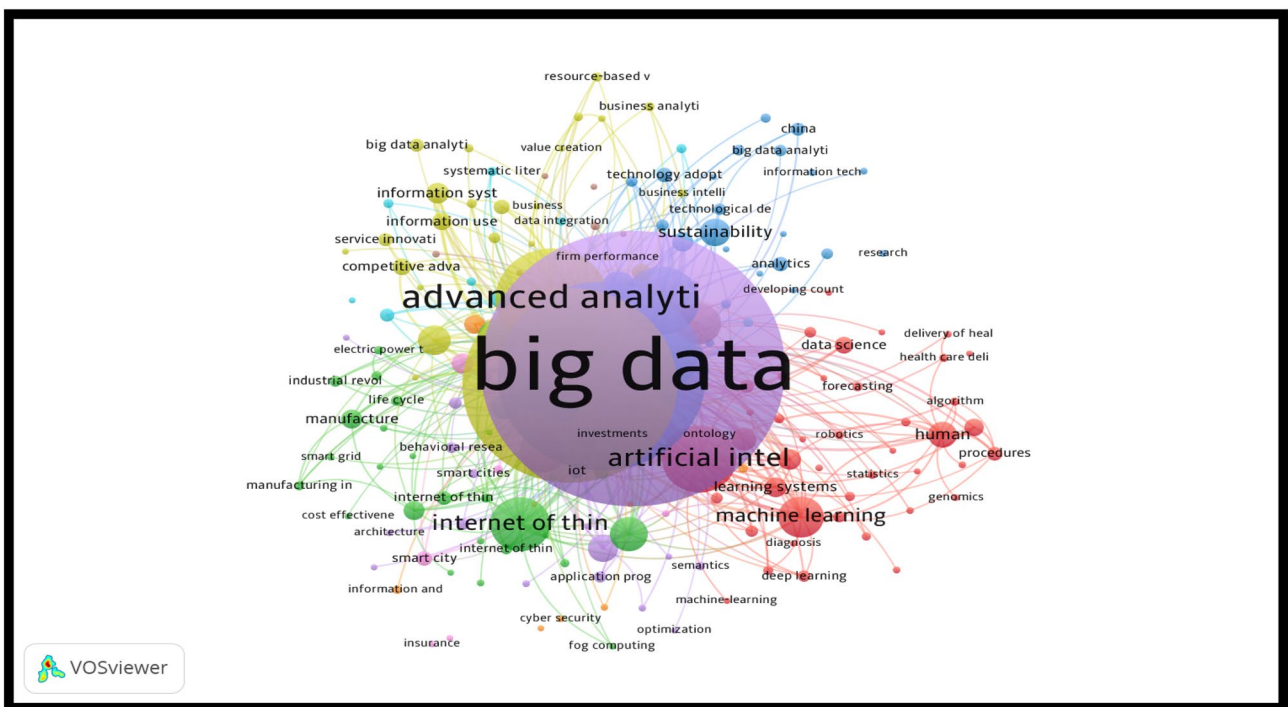 resource-based v
business analyti
china
big data analyti
value creation
big data analyti
systematic liter
technology adopt
information tech
information syst
business intelli
business
technological de
information use
data integration
sustainability
service innovati
firm performance
research
competitive adva
analytics
advanced analyti
developing count
delivery of heal
electric power t
data science
health care deli
big data
industrial revol
forecasting
life cycle
algorithm
manufacture
investments
ontology
robotics
human
behavioral resea
procedures
smart grid
artificial intel
iot
smart cities
statistics
manufacturing in
learning systems
internet of thin
genomics
cost effectivene
internet of thin
machine learning
architecture
diagnosis
internet of thin
smart city
semantics
application prog
deep learning
information and
machine-learning
cyber security
optimization
insurance
fog computing
VOSviewer